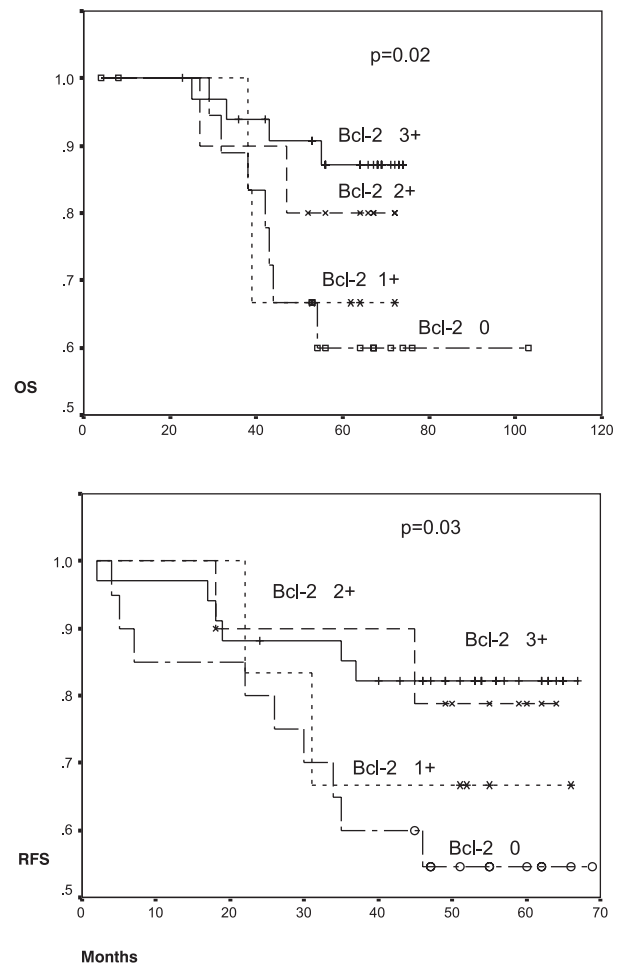 p=0.02
1.0
Bcl-2 3+
.9
Bcl-2 2+
.8
Bcl-2 1+
.7
Bcl-2 0
.6
OS
.5
0 20 40 60 80 100 120
p=0.03
1.0
Bcl-2 2+
.9
Bcl-2 3+
.8
Bcl-2 1+
.7
.6
Bcl-2 0
RFS
.5
0 10 20 30 40 50 60 70
Months